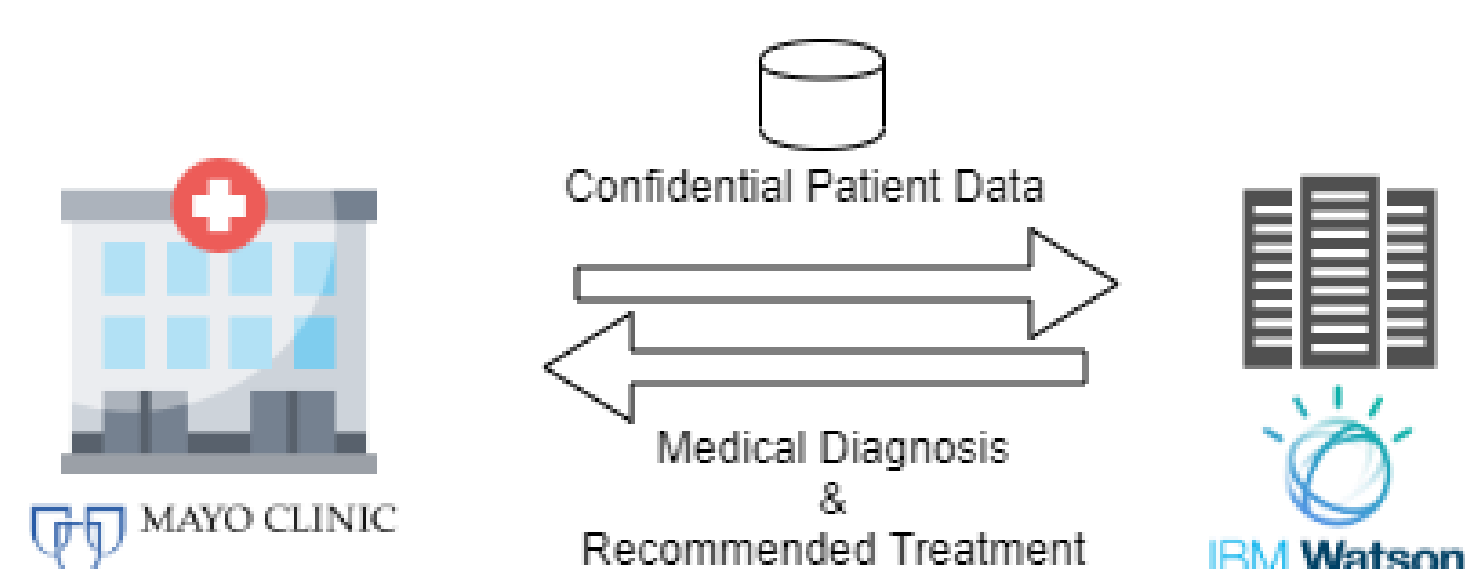 Confidential Patient Data
Medical Diagnosis
&
Recommended Treatment
MAYO CLINIC
IBM Watson